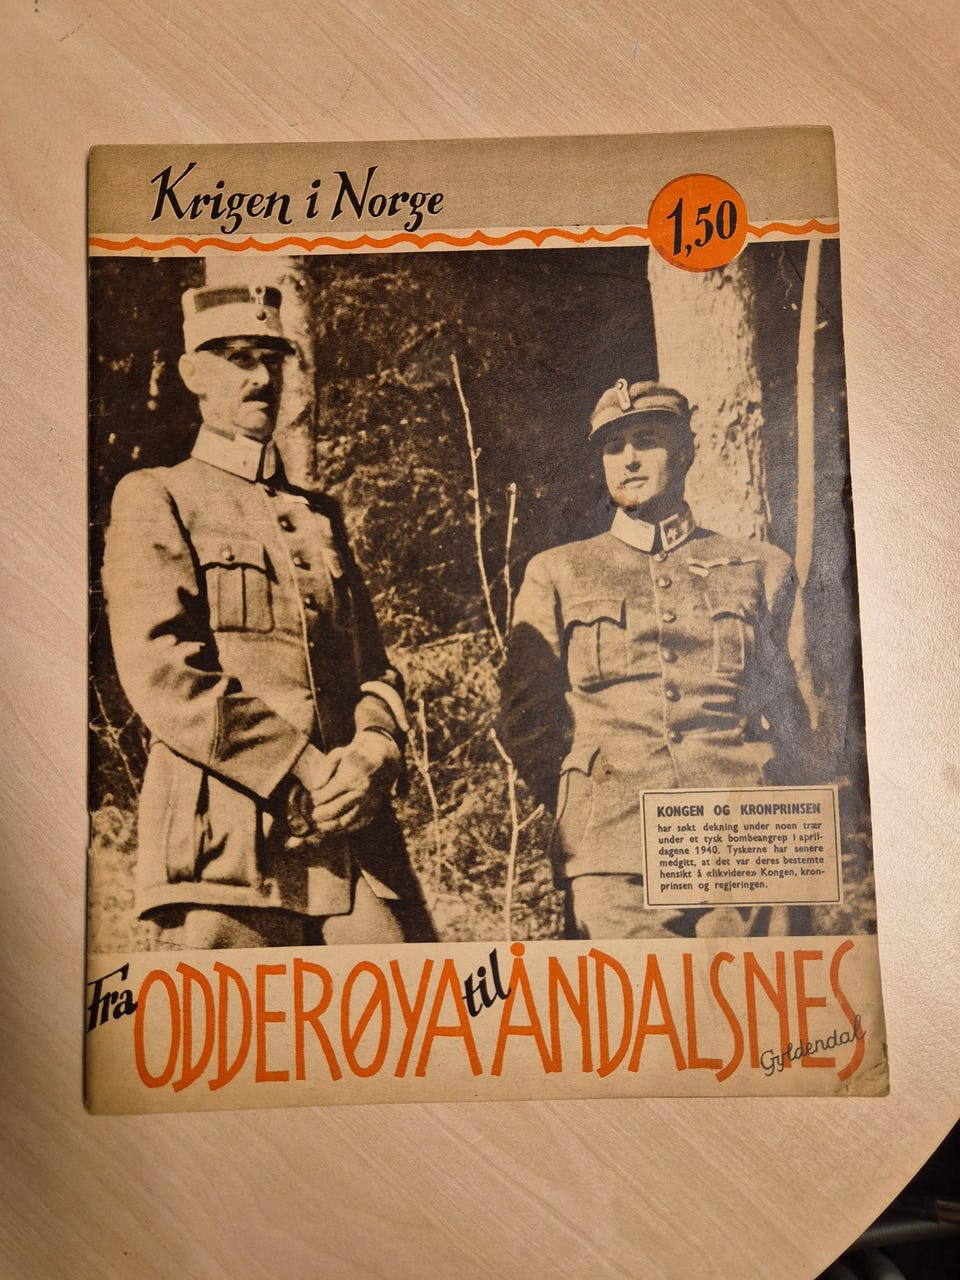 Krigen i Norge
1,50
KONGEN OG KRONPRINSEN
har søkt dekning under noen trær
under et tysk bombeangrep i april-
dagene 1940. Tyskerne har senere
medgitt, at det var deres bestemte
hensikt å «likvidere» Kongen, kron-
prinsen og regjeringen.
Fra ODDERØYA til ÅNDALSNES
Gyldendal